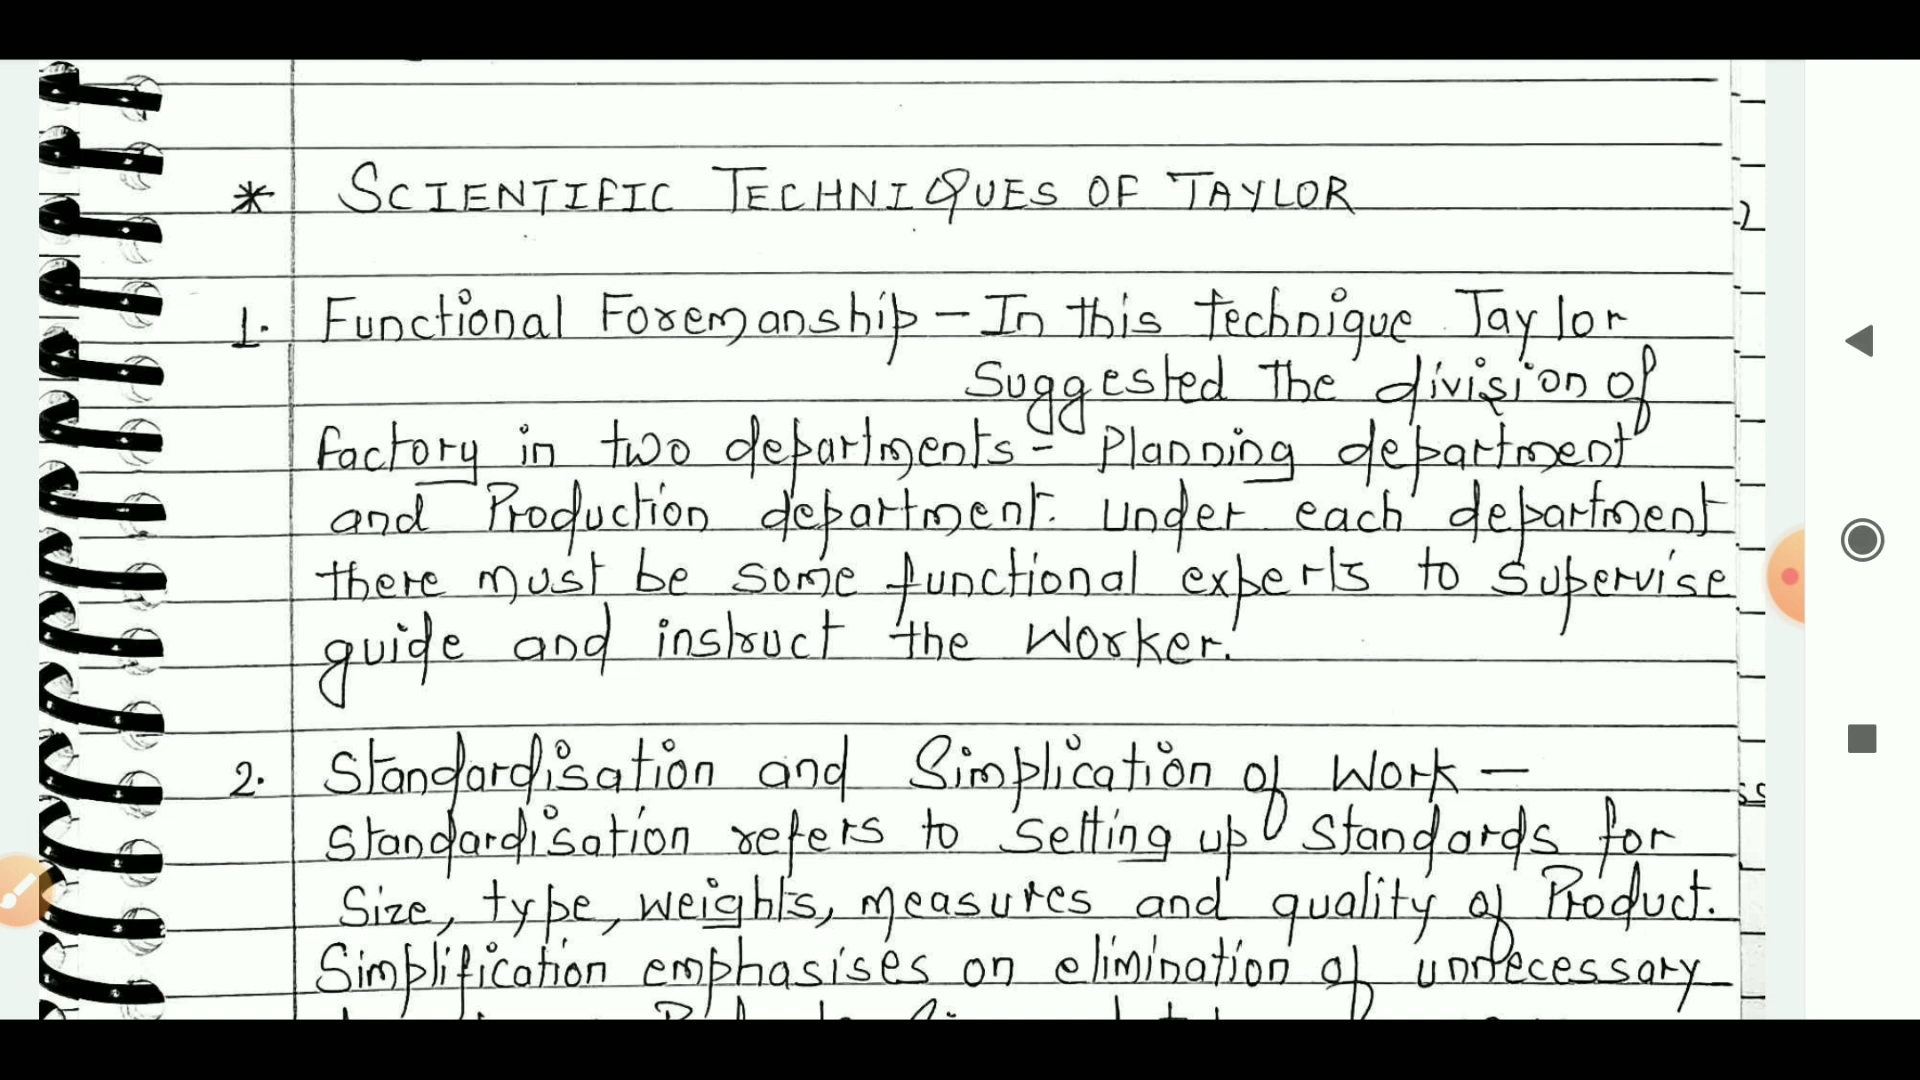 * SCIENTIFIC TECHNIQUES OF TAYLOR
1. Functional Foremanship - In this technique Taylor
Suggested the division of
factory in two departments - Planning department
and Production department. Under each department
there must be some functional experts to Supervise
guide and instruct the Worker.
2. Standardisation and Simplication of Work -
Standardisation refers to Setting up Standards for
Size, type, weights, measures and quality of Product.
Simplification emphasises on elimination of unnecessary